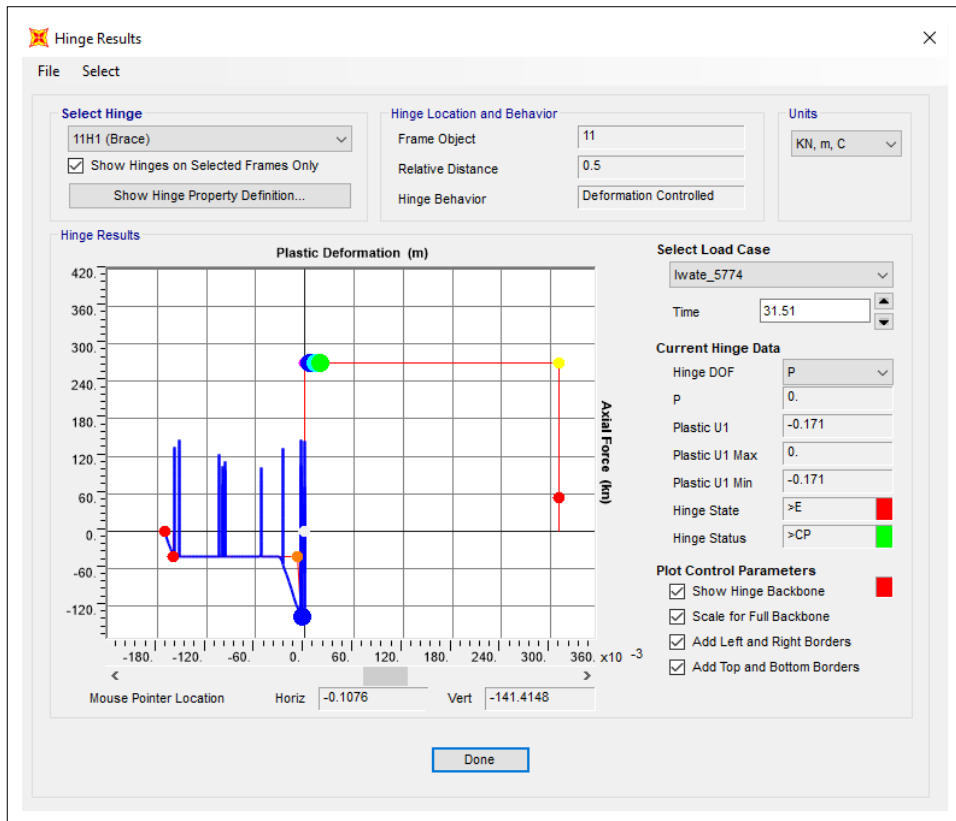 Hinge Results
File Select
Select Hinge
11H1 (Brace)
Show Hinges on Selected Frames Only
Show Hinge Property Definition...
Hinge Location and Behavior
Frame Object 11
Relative Distance 0.5
Hinge Behavior Deformation Controlled
Units
KN, m, C
Hinge Results
Plastic Deformation (m)
420.
360.
300.
240.
180.
120.
60.
0.
-60.
-120.
Axial Force (kn)
-180. -120. -60. 0. 60. 120. 180. 240. 300. 360. x10 -3
< >
Mouse Pointer Location Horiz -0.1076 Vert -141.4148
Select Load Case
Iwate_5774
Time 31.51
Current Hinge Data
Hinge DOF P
P 0.
Plastic U1 -0.171
Plastic U1 Max 0.
Plastic U1 Min -0.171
Hinge State >E
Hinge Status >CP
Plot Control Parameters
Show Hinge Backbone
Scale for Full Backbone
Add Left and Right Borders
Add Top and Bottom Borders
Done